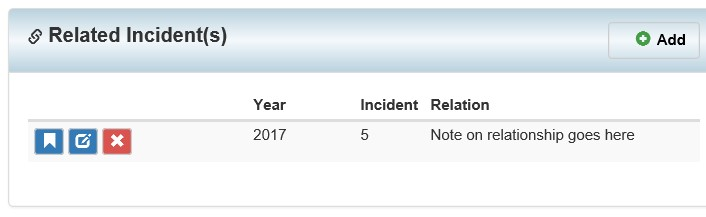 Related Incident(s)
Add
Year Incident Relation
2017 5 Note on relationship goes here